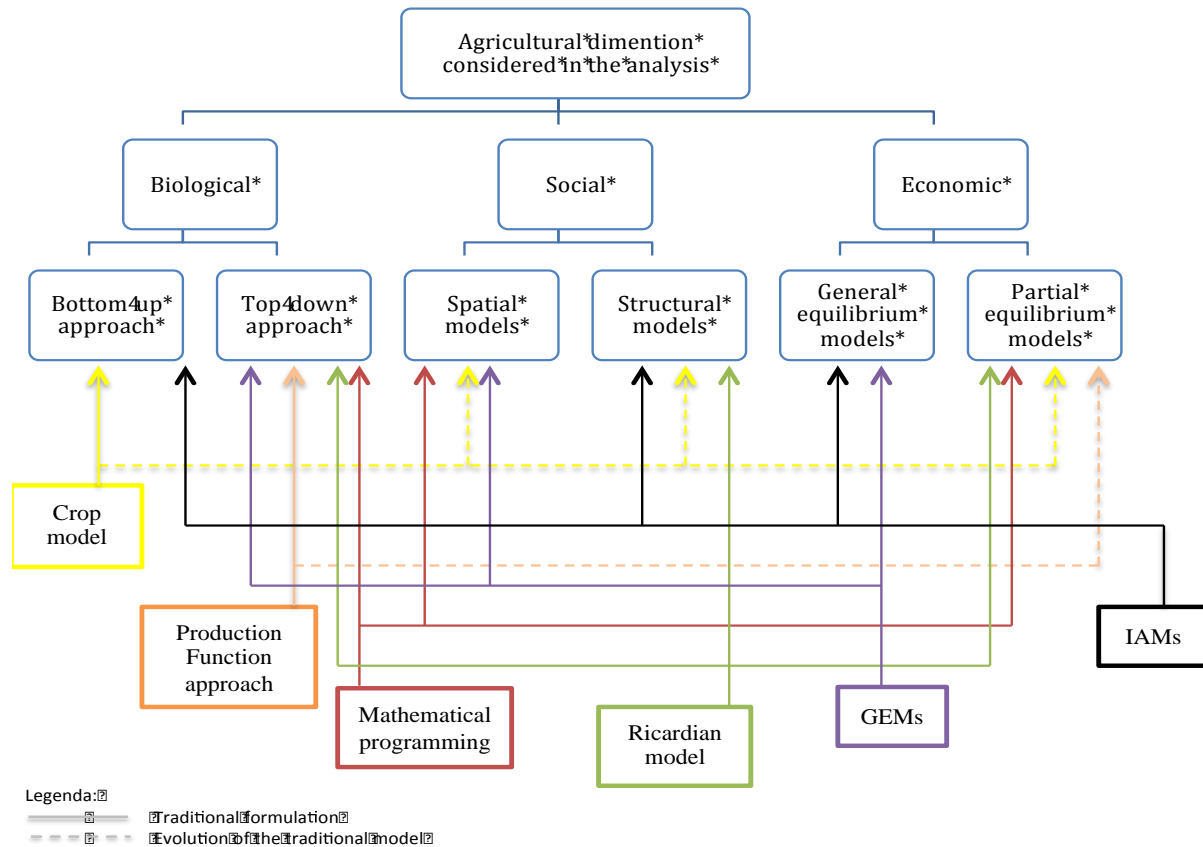 Agricultural*dimention*
considered*in*the*analysis*
Biological*
Social*
Economic*
Bottom4up*
approach*
Top4down*
approach*
Spatial*
models*
Structural*
models*
General*
equilibrium*
models*
Partial*
equilibrium*
models*
Crop
model
Production
Function
approach
Mathematical
programming
Ricardian
model
GEMs
IAMs
Legenda:⍰
⍰ ⍰Traditional⍰formulation⍰
⍰ ⍰Evolution⍰of⍰the⍰traditional⍰model⍰